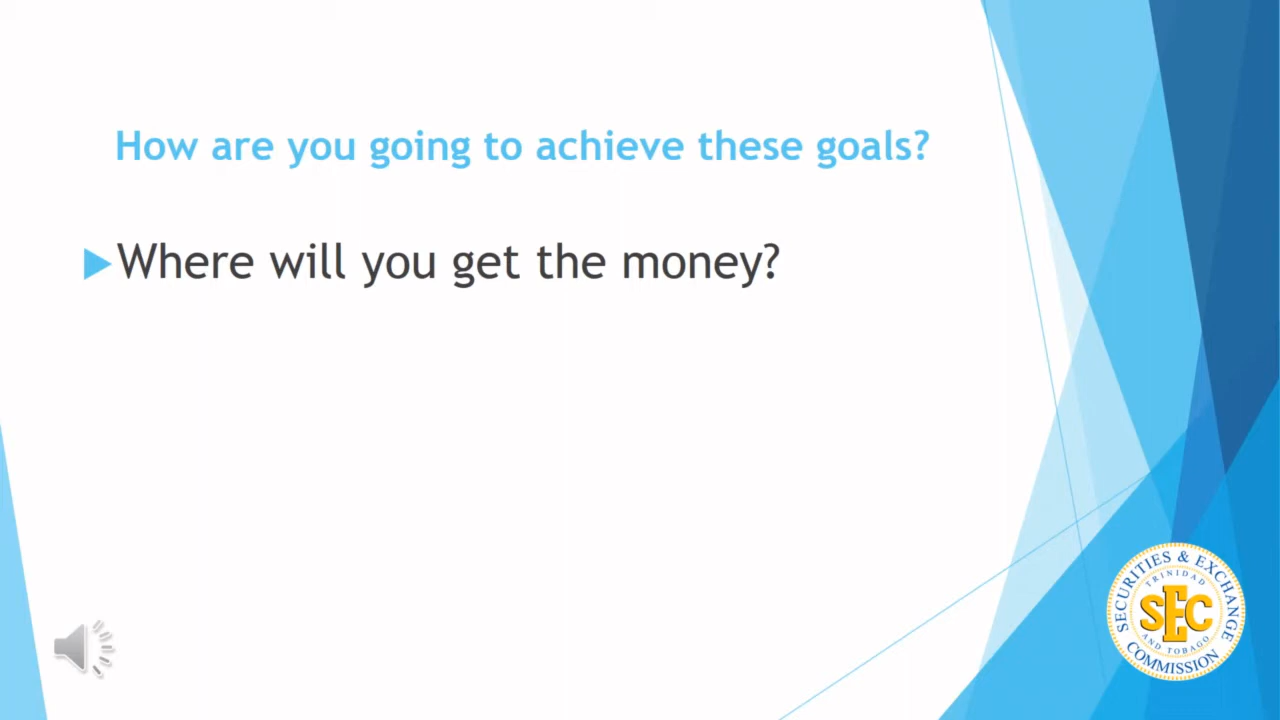 How are you going to achieve these goals?
Where will you get the money?
SECURITIES & EXCHANGE
TRINIDAD
SEC
AND TOBAGO
COMMISSION